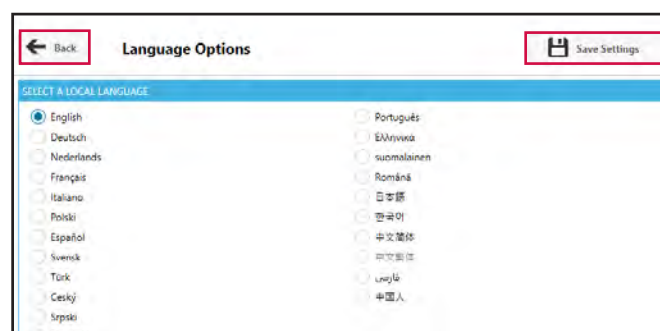 Back
Language Options
Save Settings
SELECT A LOCAL LANGUAGE
English
Deutsch
Nederlands
Français
Italiano
Polski
Español
Svensk
Türk
Ceský
Srpski
Português
Ελληνικά
suomalainen
Română
日本語
한국어
中文简体
中文繁体
فارسی
中国人